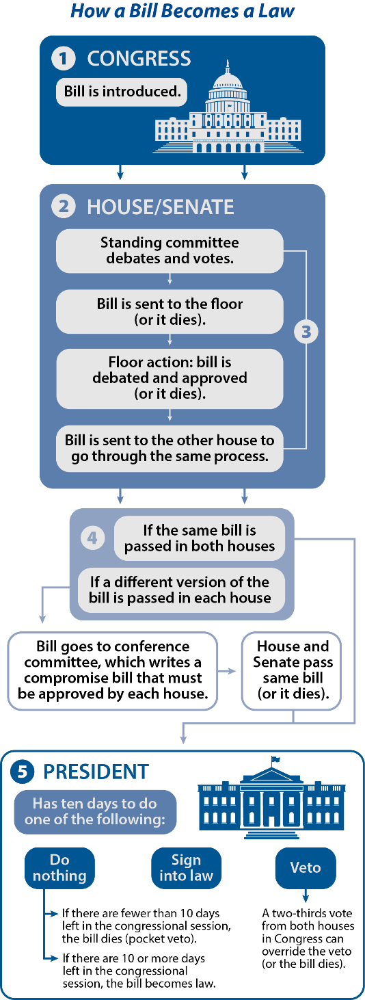 How a Bill Becomes a Law
1 CONGRESS
Bill is introduced.
2 HOUSE/SENATE
Standing committee
debates and votes.
Bill is sent to the floor
(or it dies).
3
Floor action: bill is
debated and approved
(or it dies).
Bill is sent to the other house to
go through the same process.
4
If the same bill is
passed in both houses
If a different version of the
bill is passed in each house
Bill goes to conference
committee, which writes a
compromise bill that must
be approved by each house.
House and
Senate pass
same bill
(or it dies).
5 PRESIDENT
Has ten days to do
one of the following:
Do
nothing
If there are fewer than 10 days
left in the congressional session,
the bill dies (pocket veto).
If there are 10 or more days
left in the congressional
session, the bill becomes law.
Sign
into law
Veto
A two-thirds vote
from both houses
in Congress can
override the veto
(or the bill dies).